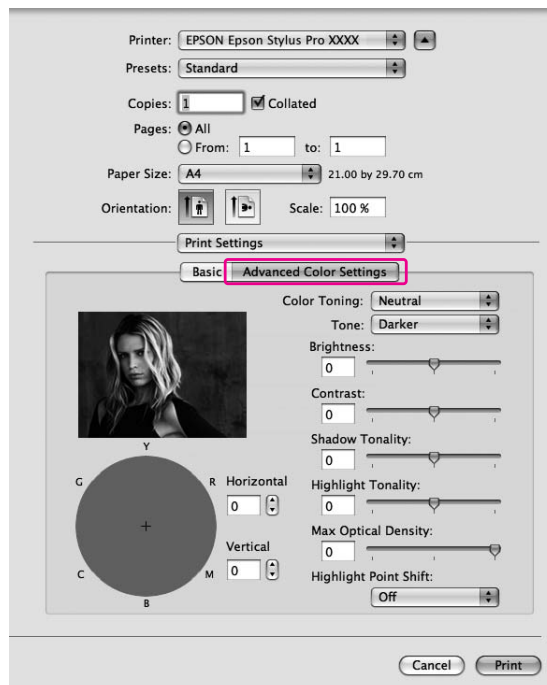 Printer: EPSON Epson Stylus Pro XXXX
Presets: Standard
Copies: 1 Collated
Pages: All
From: 1 to: 1
Paper Size: A4 21.00 by 29.70 cm
Orientation: Scale: 100 %
Print Settings
Basic Advanced Color Settings
Color Toning: Neutral
Tone: Darker
Brightness:
0
Contrast:
0
Shadow Tonality:
0
Highlight Tonality:
0
Max Optical Density:
0
Highlight Point Shift:
Off
Y
G R
C M
B
Horizontal
0
Vertical
0
Cancel Print